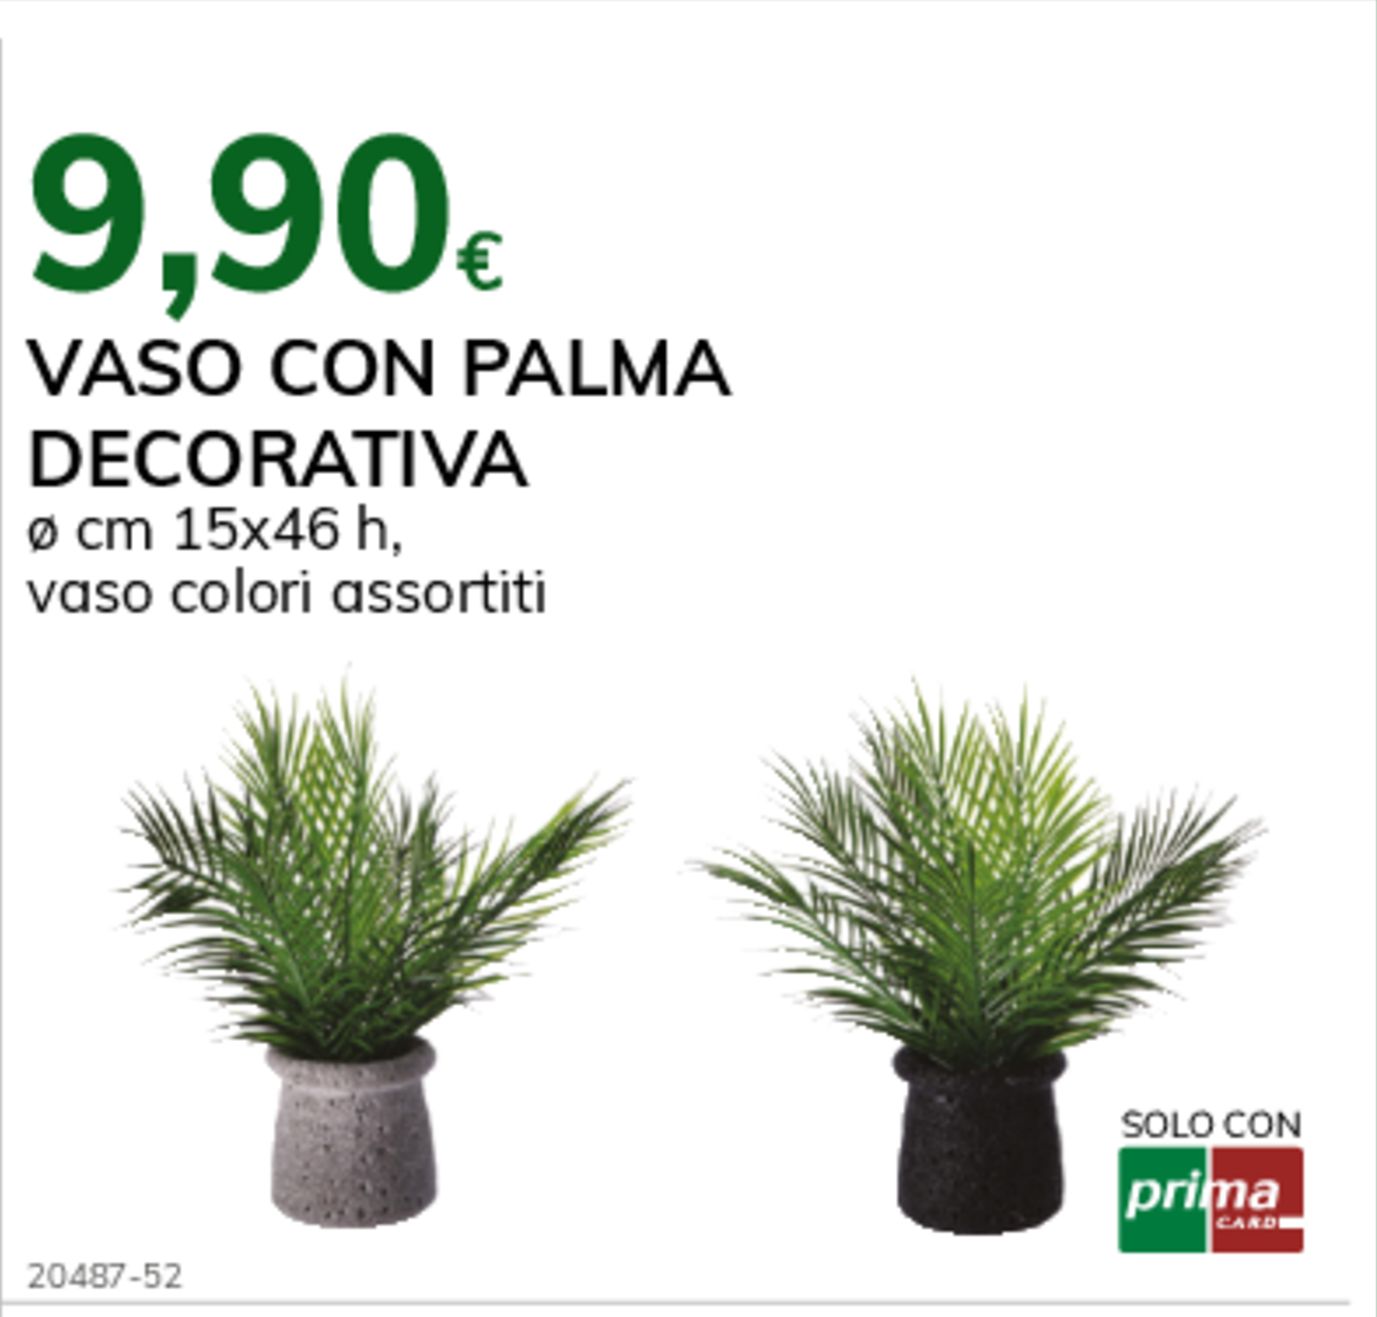 9,90€
VASO CON PALMA
DECORATIVA
ø cm 15x46 h,
vaso colori assortiti
SOLO CON
prima
CARD
20487-52